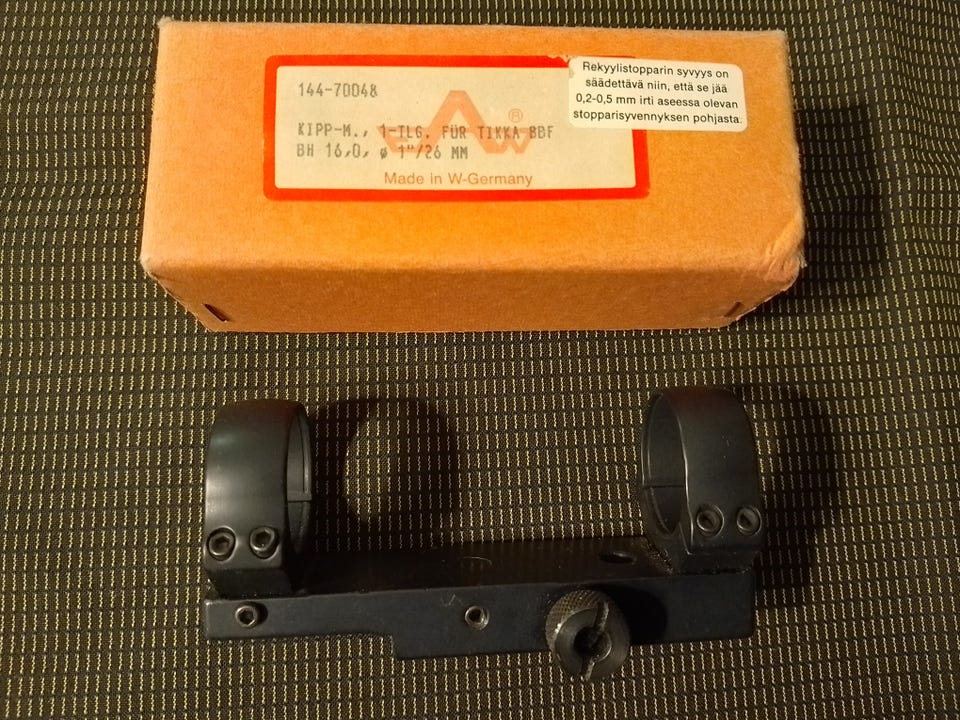 144-70048
KIPP-M., 1-TLG. FÜR TIKKA BBF
BH 16,0, ø 1"/26 MM
EAW ®
Made in W-Germany
Rekyylistopparin syvyys on
säädettävä niin, että se jää
0,2-0,5 mm irti aseessa olevan
stopparisyvennyksen pohjasta.